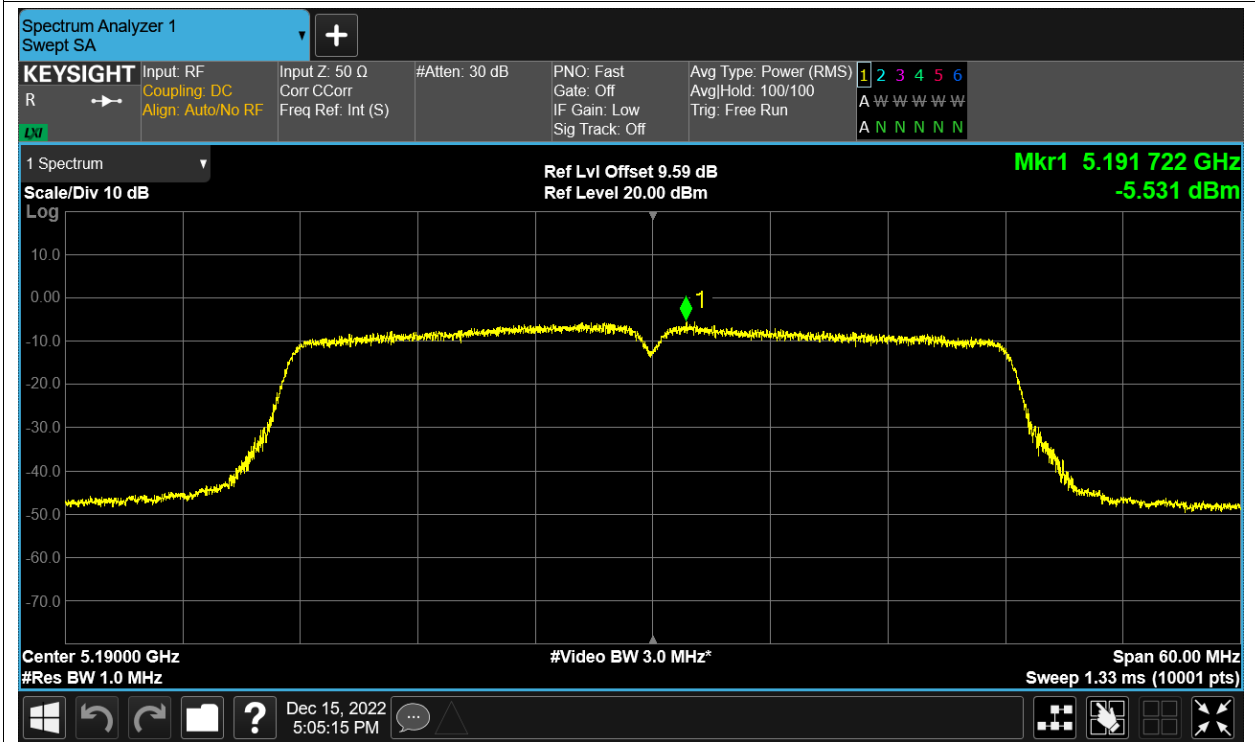 Spectrum Analyzer 1
Swept SA
KEYSIGHT
R
LXI
Input: RF
Coupling: DC
Align: Auto/No RF
Input Z: 50 Ω
Corr CCorr
Freq Ref: Int (S)
#Atten: 30 dB
PNO: Fast
Gate: Off
IF Gain: Low
Sig Track: Off
Avg Type: Power (RMS)
Avg|Hold: 100/100
Trig: Free Run
1 2 3 4 5 6
A W W W W W
A N N N N N
1 Spectrum
Scale/Div 10 dB
Log
Ref Lvl Offset 9.59 dB
Ref Level 20.00 dBm
Mkr1 5.191 722 GHz
-5.531 dBm
10.0
0.00
-10.0
-20.0
-30.0
-40.0
-50.0
-60.0
-70.0
1
Center 5.19000 GHz
#Res BW 1.0 MHz
#Video BW 3.0 MHz*
Span 60.00 MHz
Sweep 1.33 ms (10001 pts)
?
Dec 15, 2022
5:05:15 PM